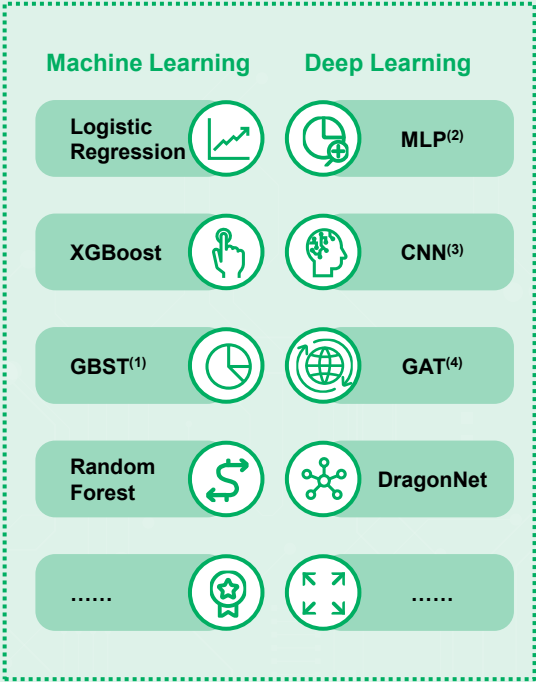 Machine Learning
Deep Learning
Logistic
Regression
MLP(2)
XGBoost
CNN(3)
GBST(1)
GAT(4)
Random
Forest
DragonNet
......
......